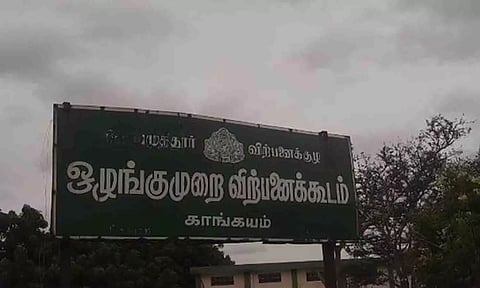 விற்பனைக்குழு
ஒழுங்குமுறை விற்பனைக்கூடம்
காங்கயம்